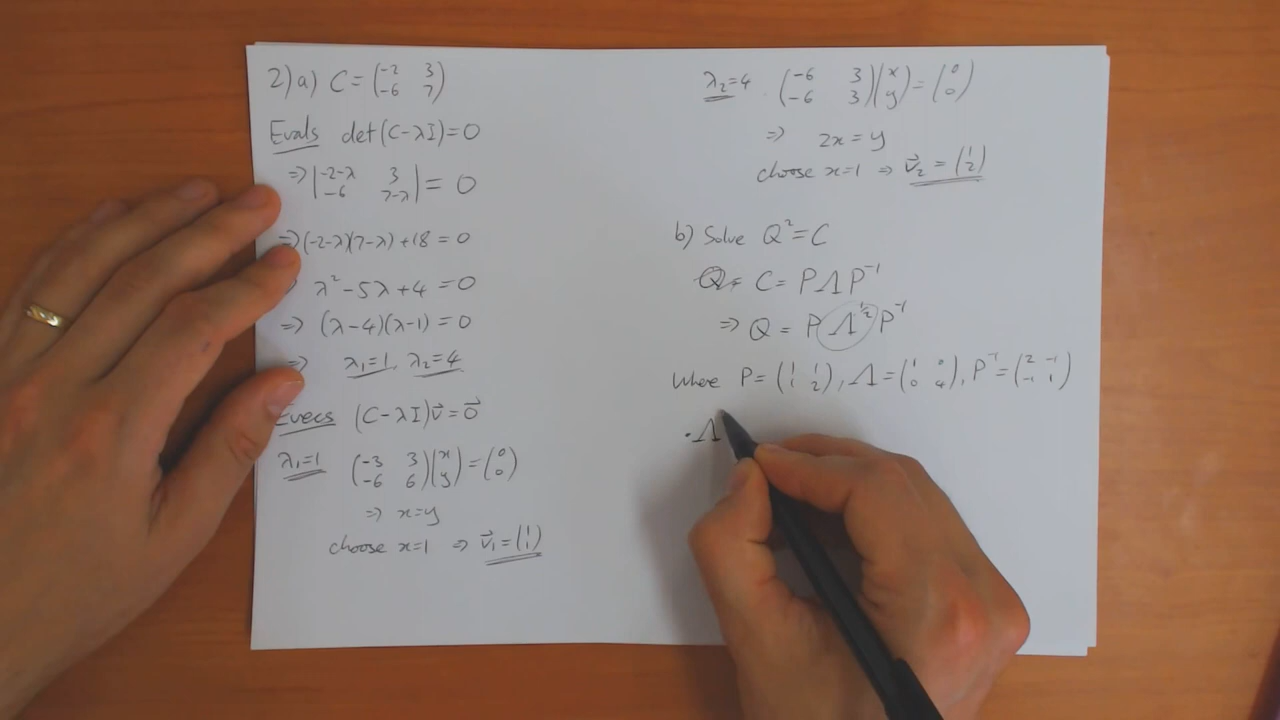 2)a) C = (-2 3 -6 7)
Evals det(C-λI)=0
⇒ |-2-λ 3 -6 7-λ| = 0
⇒(-2-λ)(7-λ)+18=0
λ²-5λ+4=0
⇒ (λ-4)(λ-1)=0
⇒ λ₁=1, λ₂=4
Evecs (C-λI)v⃗=0⃗
λ₁=1 (-3 3 -6 6)(x y)=(0 0)
⇒ x=y
choose x=1 ⇒ v⃗₁=(1 1)
λ₂=4 (-6 3 -6 3)(x y)=(0 0)
⇒ 2x=y
choose x=1 ⇒ v⃗₂=(1 2)
b) Solve Q²=C
C=PΛP⁻¹
⇒ Q = PΛ^½P⁻¹
Where P=(1 1 1 2), Λ=(1 0 0 4), P⁻¹=(2 -1 -1 1)
·Λ